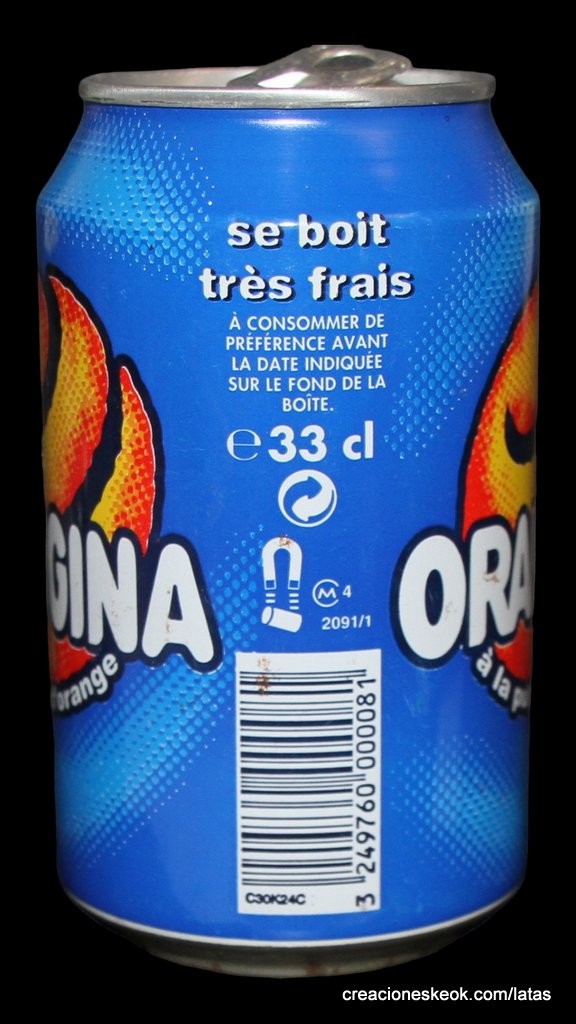 se boit
très frais
À CONSOMMER DE
PRÉFÉRENCE AVANT
LA DATE INDIQUÉE
SUR LE FOND DE LA
BOÎTE.
e 33 cl
GINA
orange
ORA
à la
CM 4
2091/1
3 249760 000081
C30K24C
creacioneskeok.com/latas